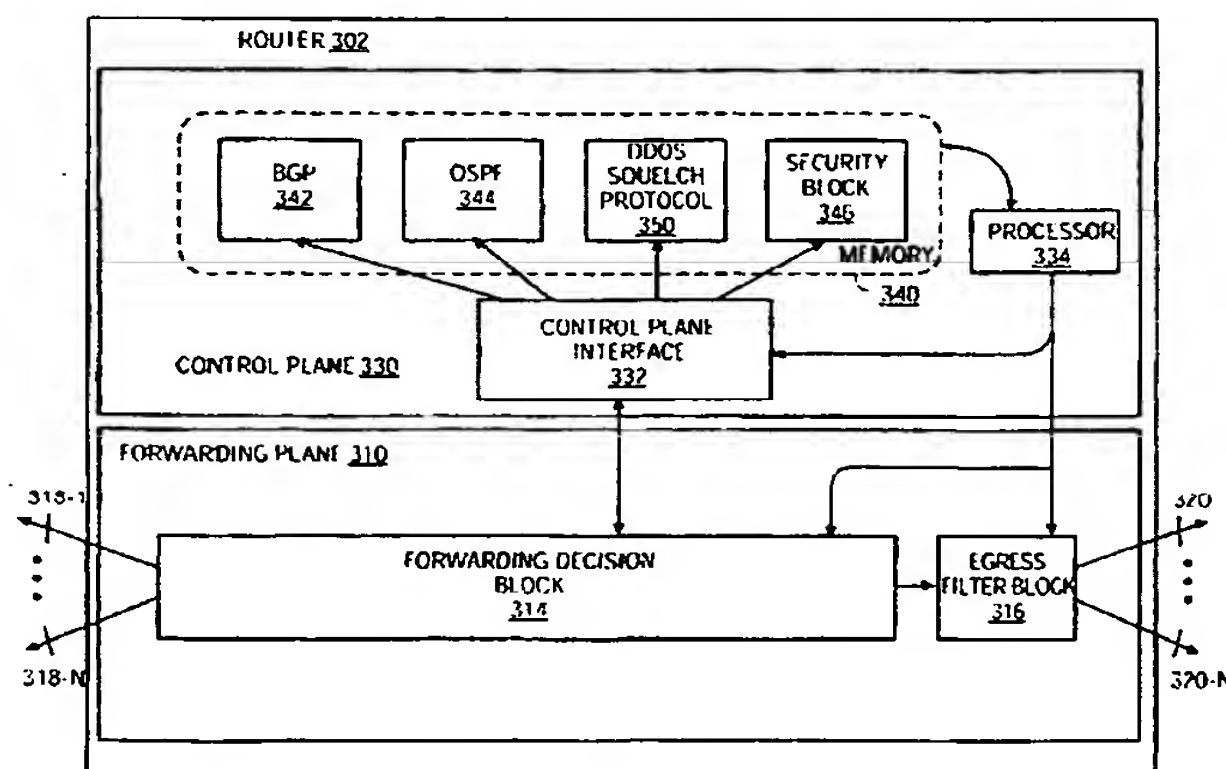 ROUTER 302
BGP
342
OSPF
344
DDOS
SQUELCH
PROTOCOL
350
SECURITY
BLOCK
346
MEMORY
340
PROCESSOR
334
CONTROL PLANE
INTERFACE
332
CONTROL PLANE 330
FORWARDING PLANE 310
318-1
318-N
FORWARDING DECISION
BLOCK
314
EGRESS
FILTER BLOCK
316
320
320-N